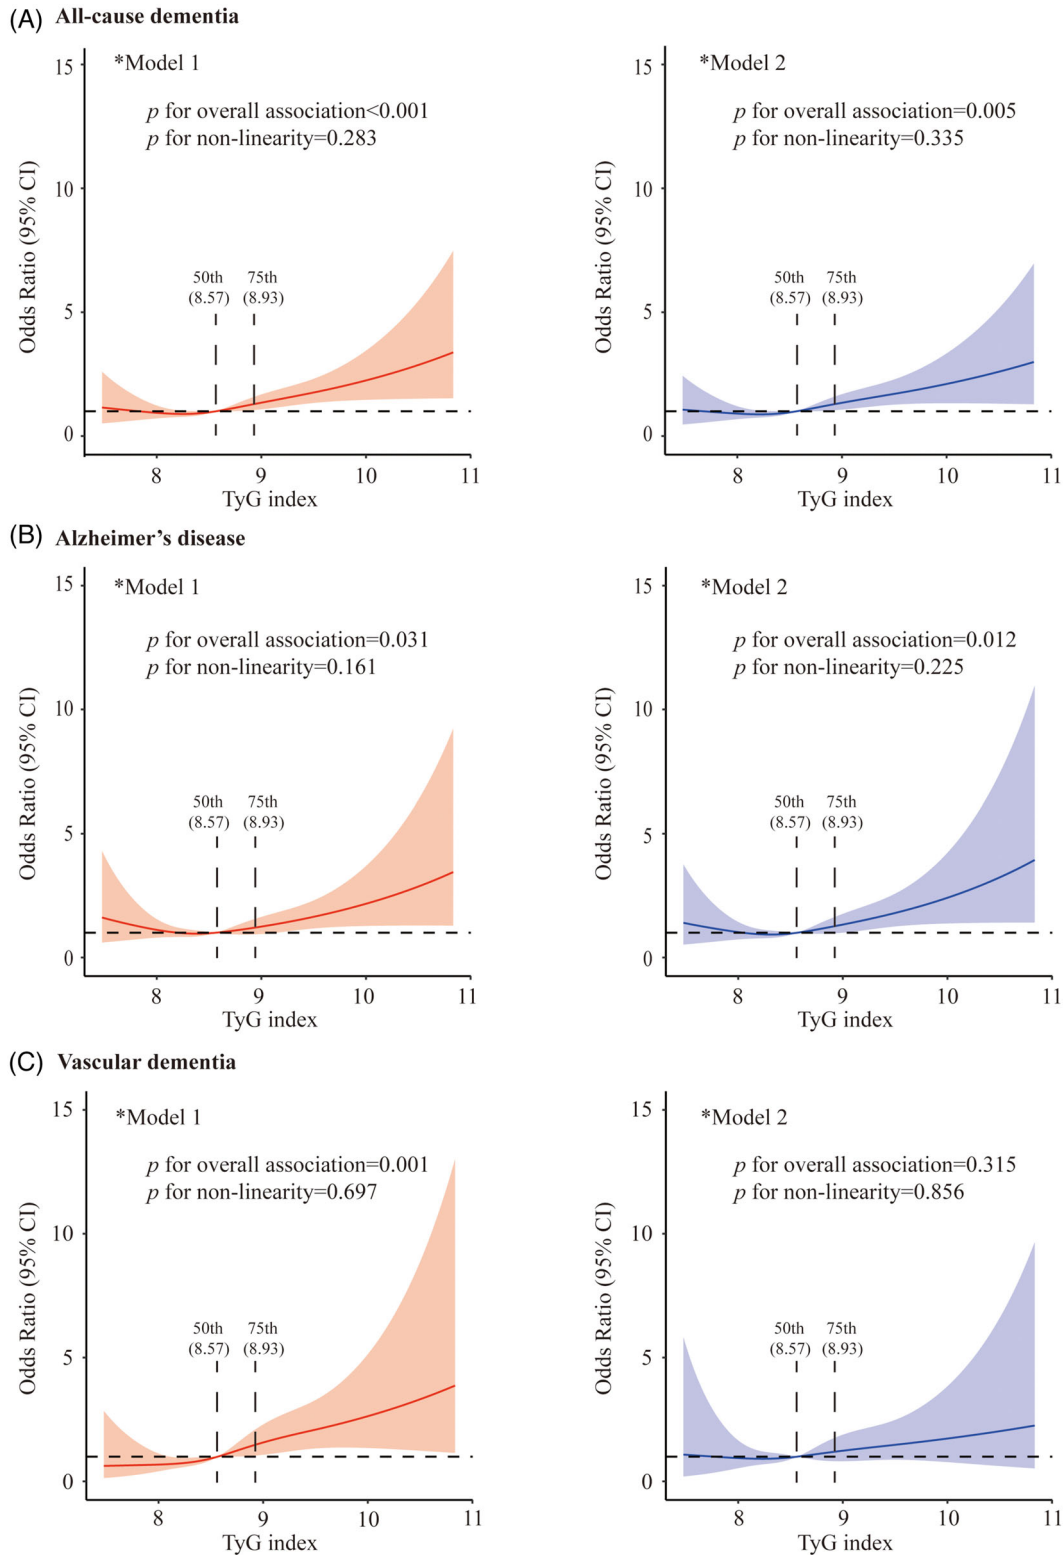 (A) All-cause dementia
*Model 1
p for overall association<0.001
p for non-linearity=0.283
Odds Ratio (95% CI)
15
10
5
0
50th
(8.57)
75th
(8.93)
8 9 10 11
TyG index
*Model 2
p for overall association=0.005
p for non-linearity=0.335
Odds Ratio (95% CI)
15
10
5
0
50th
(8.57)
75th
(8.93)
8 9 10 11
TyG index
(B) Alzheimer’s disease
*Model 1
p for overall association=0.031
p for non-linearity=0.161
Odds Ratio (95% CI)
15
10
5
0
50th
(8.57)
75th
(8.93)
8 9 10 11
TyG index
*Model 2
p for overall association=0.012
p for non-linearity=0.225
Odds Ratio (95% CI)
15
10
5
0
50th
(8.57)
75th
(8.93)
8 9 10 11
TyG index
(C) Vascular dementia
*Model 1
p for overall association=0.001
p for non-linearity=0.697
Odds Ratio (95% CI)
15
10
5
0
50th
(8.57)
75th
(8.93)
8 9 10 11
TyG index
*Model 2
p for overall association=0.315
p for non-linearity=0.856
Odds Ratio (95% CI)
15
10
5
0
50th
(8.57)
75th
(8.93)
8 9 10 11
TyG index